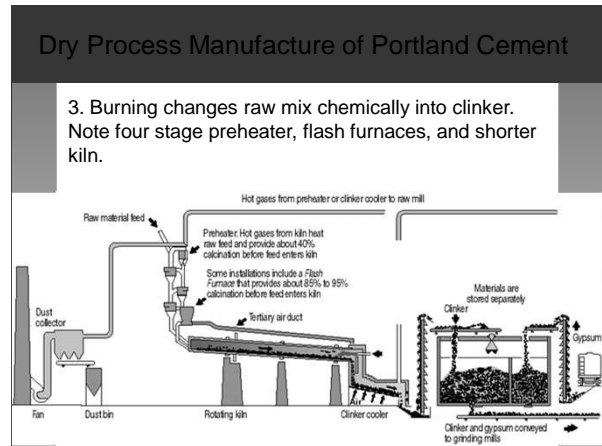 Dry Process Manufacture of Portland Cement
3. Burning changes raw mix chemically into clinker.
Note four stage preheater, flash furnaces, and shorter
kiln.
Hot gases from preheater or clinker cooler to raw mill
Raw material feed
Preheater. Hot gases from kiln heat
raw feed and provide about 40%
calcination before feed enters kiln
Some installations include a Flash
Furnace that provides about 85% to 95%
calcination before feed enters kiln
Tertiary air duct
Dust
collector
Materials are
stored separately
Clinker
Gypsum
Fan
Dust bin
Rotating kiln
Clinker cooler
Clinker and gypsum conveyed
to grinding mills